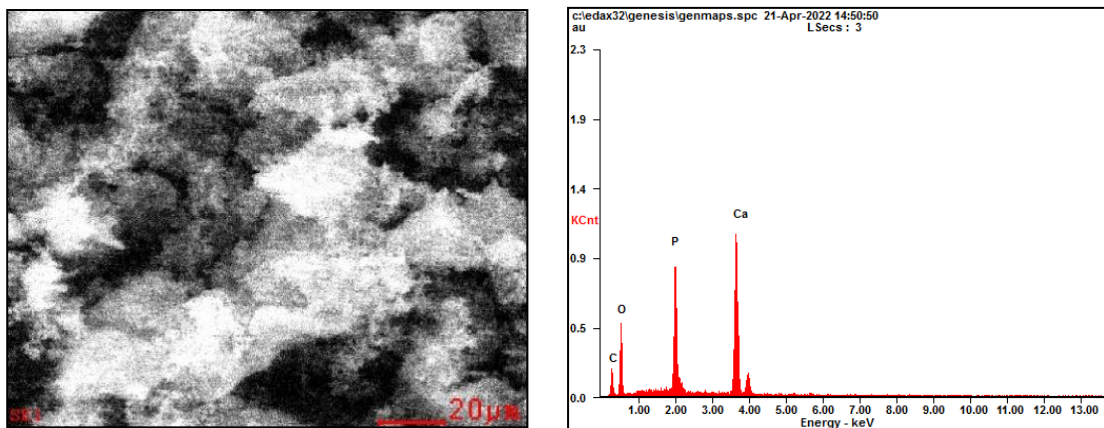 20μm
c:\edax32\genesis\genmaps.spc 21-Apr-2022 14:50:50
au LSecs : 3
2.3
1.9
1.4
KCnt
0.9
0.5
0.0
C
O
P
Ca
1.00 2.00 3.00 4.00 5.00 6.00 7.00 8.00 9.00 10.00 11.00 12.00 13.00
Energy - keV